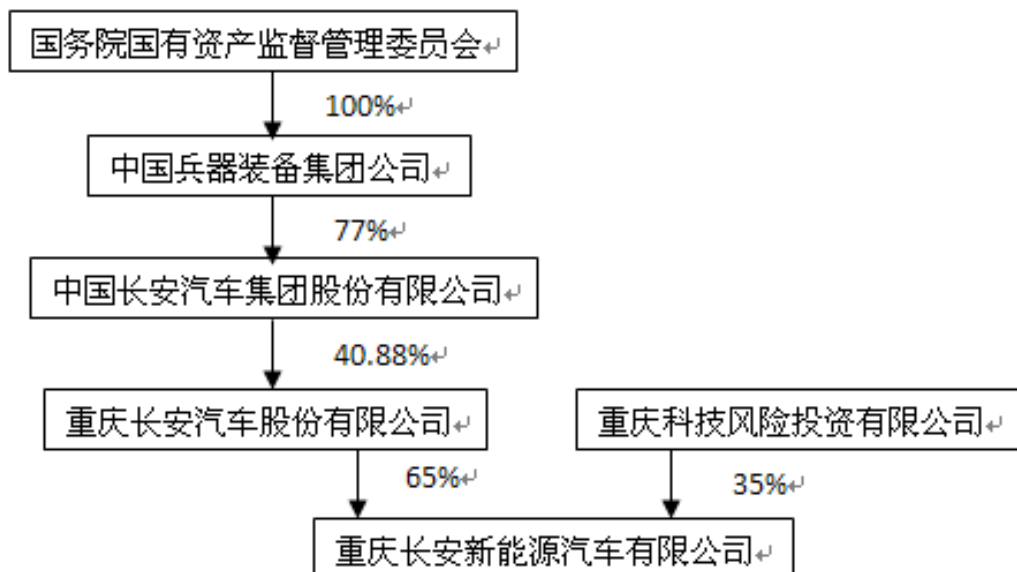 国务院国有资产监督管理委员会
100%
中国兵器装备集团公司
77%
中国长安汽车集团股份有限公司
40.88%
重庆长安汽车股份有限公司
重庆科技风险投资有限公司
65%
35%
重庆长安新能源汽车有限公司